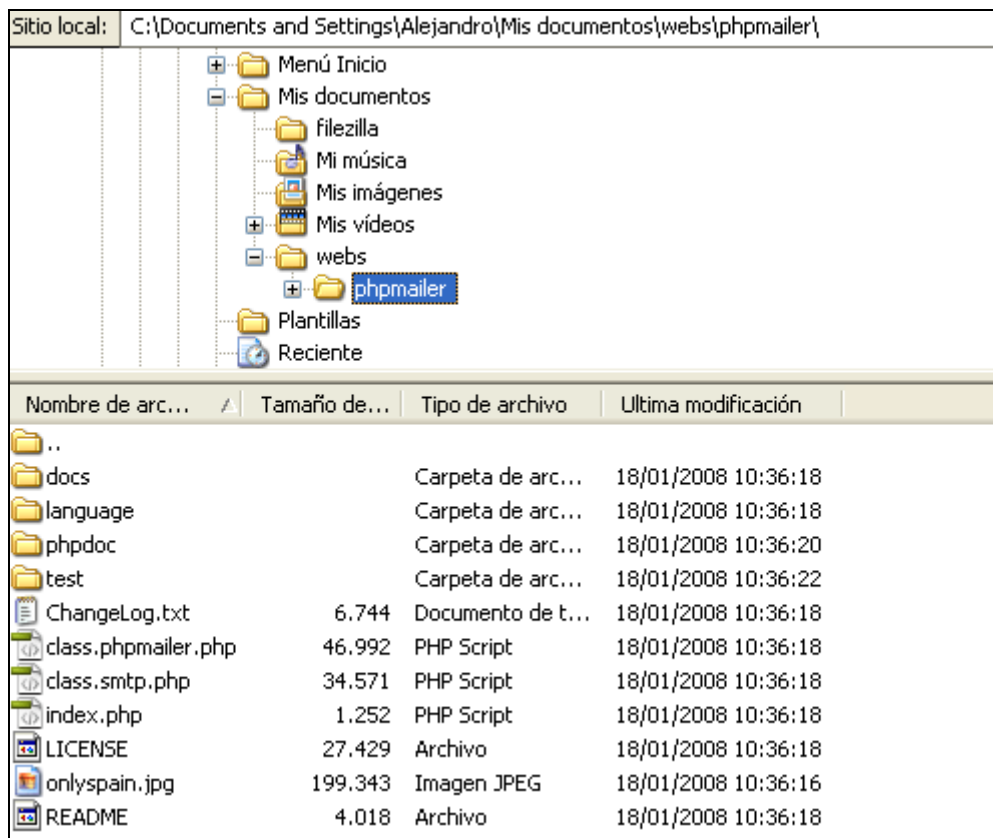 Sitio local: C:\Documents and Settings\Alejandro\Mis documentos\webs\phpmailer\
Menú Inicio
Mis documentos
filezilla
Mi música
Mis imágenes
Mis vídeos
webs
phpmailer
Plantillas
Reciente
Nombre de arc... Tamaño de... Tipo de archivo Ultima modificación
..
docs Carpeta de arc... 18/01/2008 10:36:18
language Carpeta de arc... 18/01/2008 10:36:18
phpdoc Carpeta de arc... 18/01/2008 10:36:20
test Carpeta de arc... 18/01/2008 10:36:22
ChangeLog.txt 6.744 Documento de t... 18/01/2008 10:36:18
class.phpmailer.php 46.992 PHP Script 18/01/2008 10:36:18
class.smtp.php 34.571 PHP Script 18/01/2008 10:36:18
index.php 1.252 PHP Script 18/01/2008 10:36:18
LICENSE 27.429 Archivo 18/01/2008 10:36:18
onlyspain.jpg 199.343 Imagen JPEG 18/01/2008 10:36:16
README 4.018 Archivo 18/01/2008 10:36:18